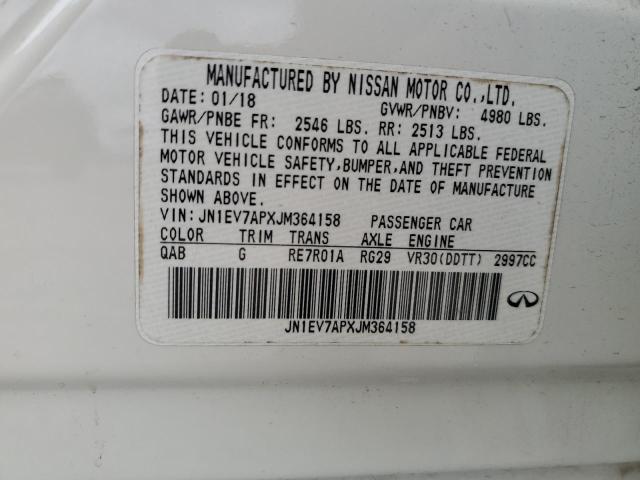 MANUFACTURED BY NISSAN MOTOR CO.,LTD.
DATE: 01/18 GVWR/PNBV: 4980 LBS.
GAWR/PNBE FR: 2546 LBS. RR: 2513 LBS.
THIS VEHICLE CONFORMS TO ALL APPLICABLE FEDERAL
MOTOR VEHICLE SAFETY,BUMPER,AND THEFT PREVENTION
STANDARDS IN EFFECT ON THE DATE OF MANUFACTURE
SHOWN ABOVE.
VIN: JN1EV7APXJM364158 PASSENGER CAR
COLOR TRIM TRANS AXLE ENGINE
QAB G RE7R01A RG29 VR30(DDTT) 2997CC
JN1EV7APXJM364158